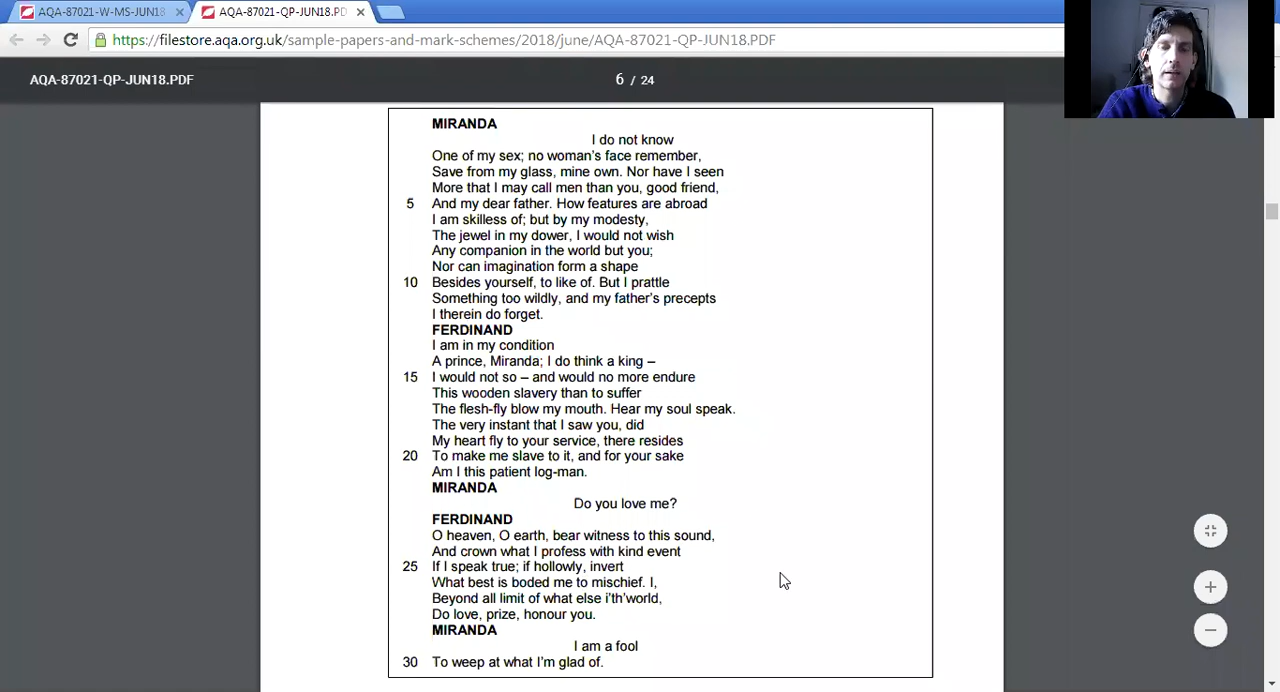 AQA-87021-W-MS-JUN18
AQA-87021-QP-JUN18.PD
https://filestore.aqa.org.uk/sample-papers-and-mark-schemes/2018/june/AQA-87021-QP-JUN18.PDF
AQA-87021-QP-JUN18.PDF
6 / 24
MIRANDA
I do not know
One of my sex; no woman's face remember,
Save from my glass, mine own. Nor have I seen
More that I may call men than you, good friend,
5 And my dear father. How features are abroad
I am skilless of; but by my modesty,
The jewel in my dower, I would not wish
Any companion in the world but you;
Nor can imagination form a shape
10 Besides yourself, to like of. But I prattle
Something too wildly, and my father's precepts
I therein do forget.
FERDINAND
I am in my condition
A prince, Miranda; I do think a king –
15 I would not so – and would no more endure
This wooden slavery than to suffer
The flesh-fly blow my mouth. Hear my soul speak.
The very instant that I saw you, did
My heart fly to your service, there resides
20 To make me slave to it, and for your sake
Am I this patient log-man.
MIRANDA
Do you love me?
FERDINAND
O heaven, O earth, bear witness to this sound,
And crown what I profess with kind event
25 If I speak true; if hollowly, invert
What best is boded me to mischief. I,
Beyond all limit of what else i'th'world,
Do love, prize, honour you.
MIRANDA
I am a fool
30 To weep at what I'm glad of.